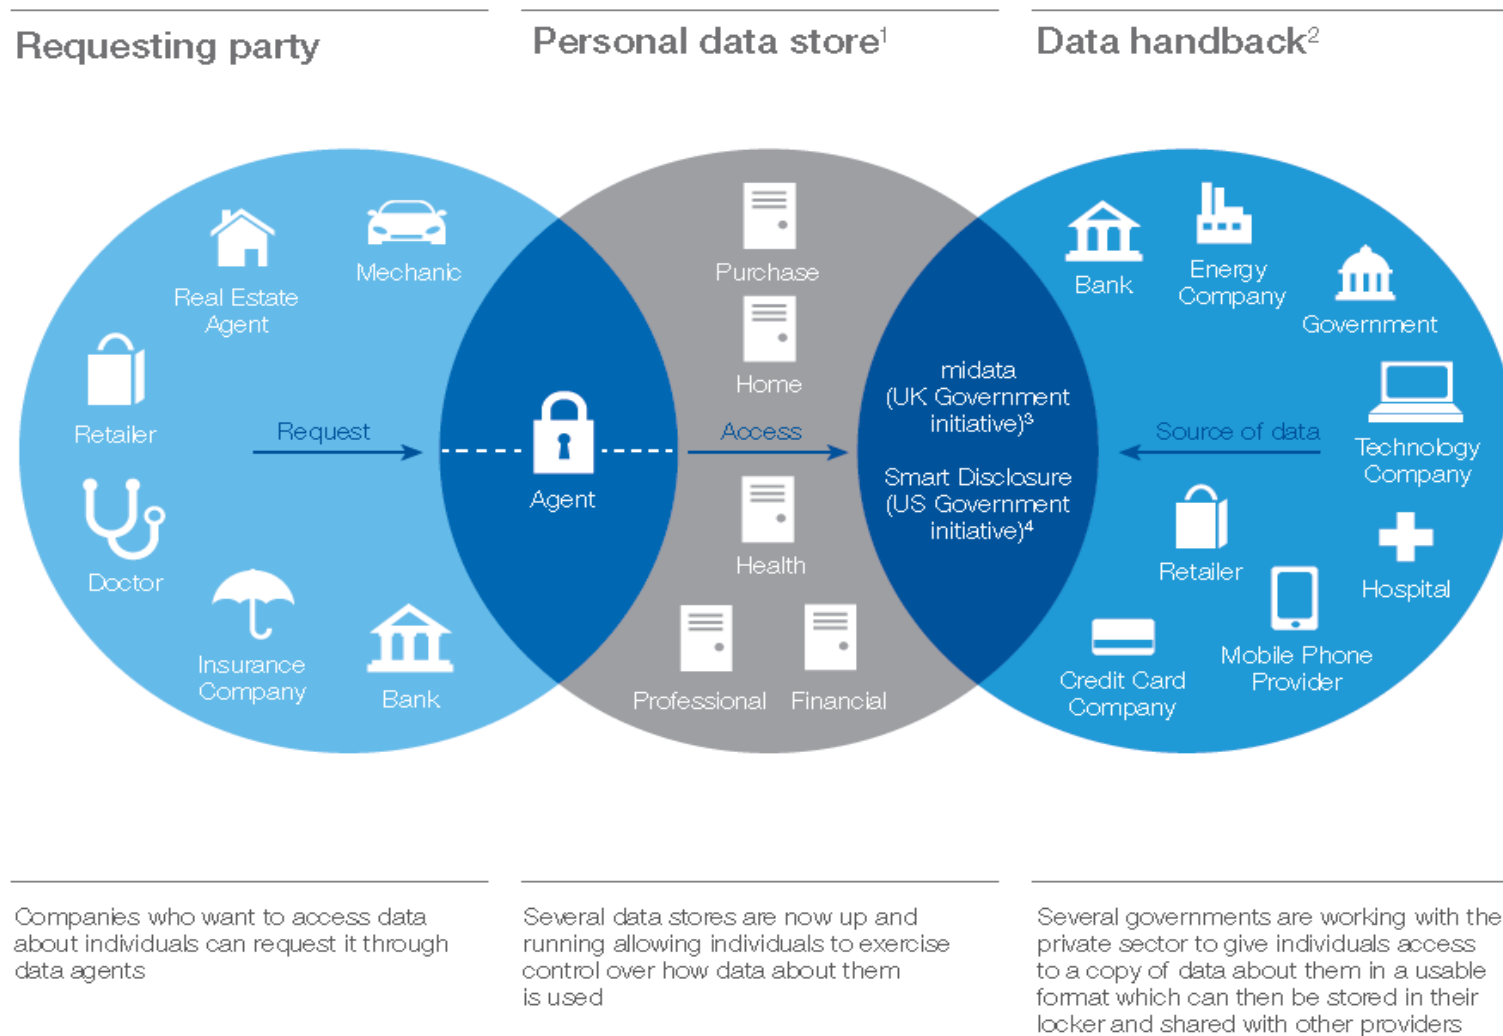 Requesting party
Personal data store¹
Data handback²
Real Estate
Agent
Mechanic
Retailer
Request
Doctor
Insurance
Company
Bank
Agent
Purchase
Home
Access
Health
Professional
Financial
midata
(UK Government
initiative)³
Smart Disclosure
(US Government
initiative)⁴
Bank
Energy
Company
Government
Source of data
Technology
Company
Retailer
Hospital
Mobile Phone
Provider
Credit Card
Company
Companies who want to access data
about individuals can request it through
data agents
Several data stores are now up and
running allowing individuals to exercise
control over how data about them
is used
Several governments are working with the
private sector to give individuals access
to a copy of data about them in a usable
format which can then be stored in their
locker and shared with other providers